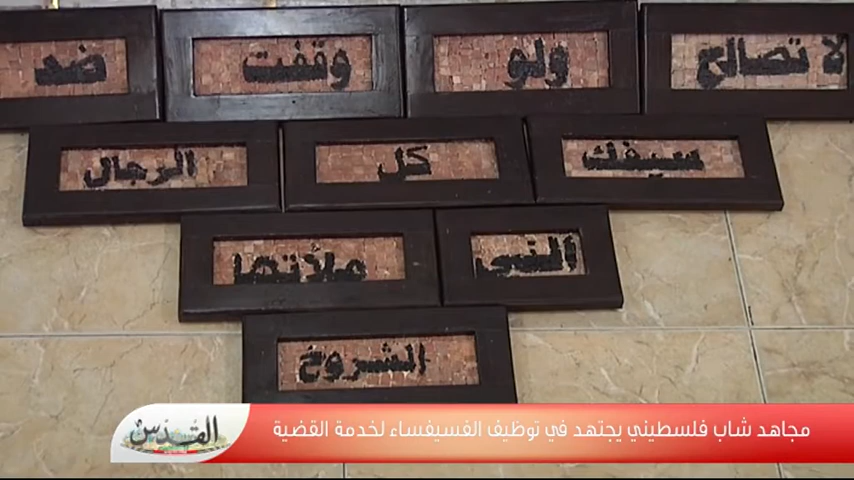 لا تصالح ولو وقفت ضد
سيفك كل الرجال
التي ملأتها
الشروخ
مجاهد شاب فلسطيني يجتهد في توظيف الفسيفساء لخدمة القضية
القدس